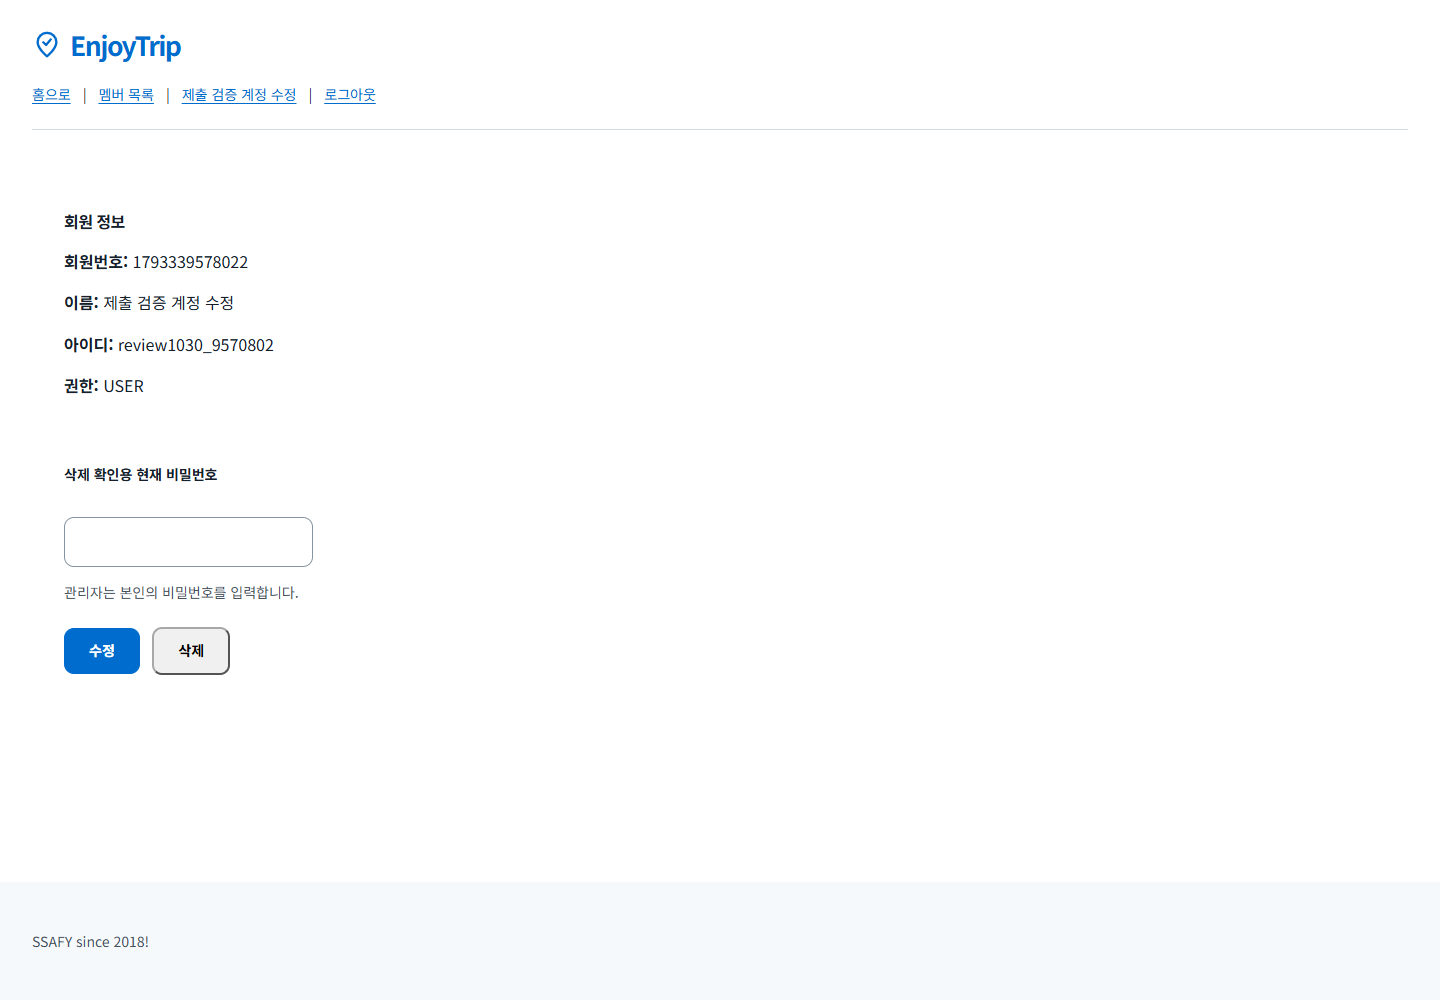 EnjoyTrip
홈으로 | 멤버 목록 | 제출 검증 계정 수정 | 로그아웃
회원 정보
회원번호: 1793339578022
이름: 제출 검증 계정 수정
아이디: review1030_9570802
권한: USER
삭제 확인용 현재 비밀번호
관리자는 본인의 비밀번호를 입력합니다.
수정 삭제
SSAFY since 2018!